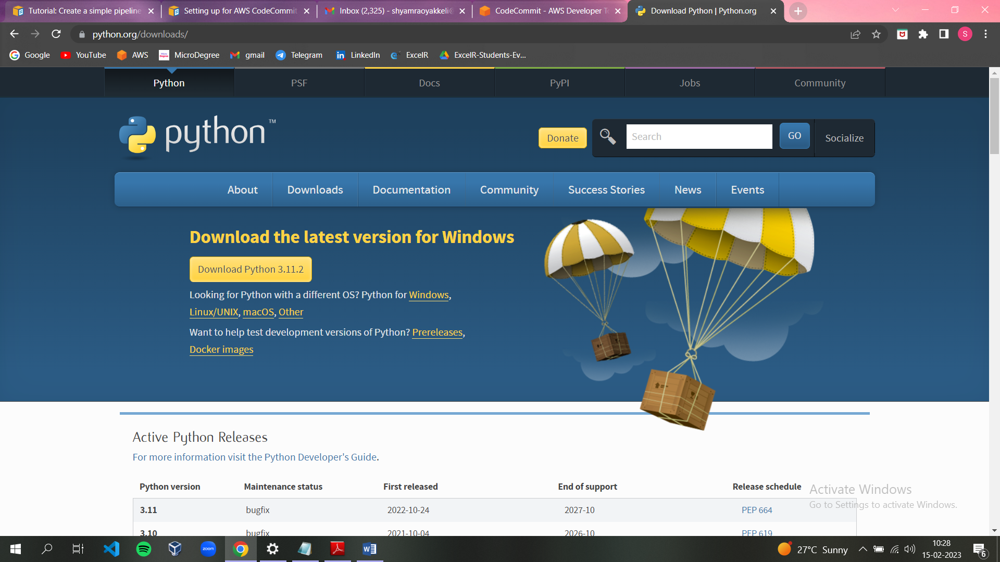 Tutorial: Create a simple pipeline
Setting up for AWS CodeCommit
Inbox (2,325) - shyamraoyakkeli@
CodeCommit - AWS Developer To
Download Python | Python.org
python.org/downloads/
S
Google
YouTube
AWS
MicroDegree
gmail
Telegram
LinkedIn
ExcelR
ExcelR-Students-Ev...
Python
PSF
Docs
PyPI
Jobs
Community
python™
Donate
Search
GO
Socialize
About
Downloads
Documentation
Community
Success Stories
News
Events
Download the latest version for Windows
Download Python 3.11.2
Looking for Python with a different OS? Python for Windows,
Linux/UNIX, macOS, Other
Want to help test development versions of Python? Prereleases,
Docker images
Active Python Releases
For more information visit the Python Developer's Guide.
Python version Maintenance status First released End of support Release schedule
3.11 bugfix 2022-10-24 2027-10 PEP 664
3.10 bugfix 2021-10-04 2026-10 PEP 619
Activate Windows
Go to Settings to activate Windows.
zoom
27°C Sunny
10:28
15-02-2023
6